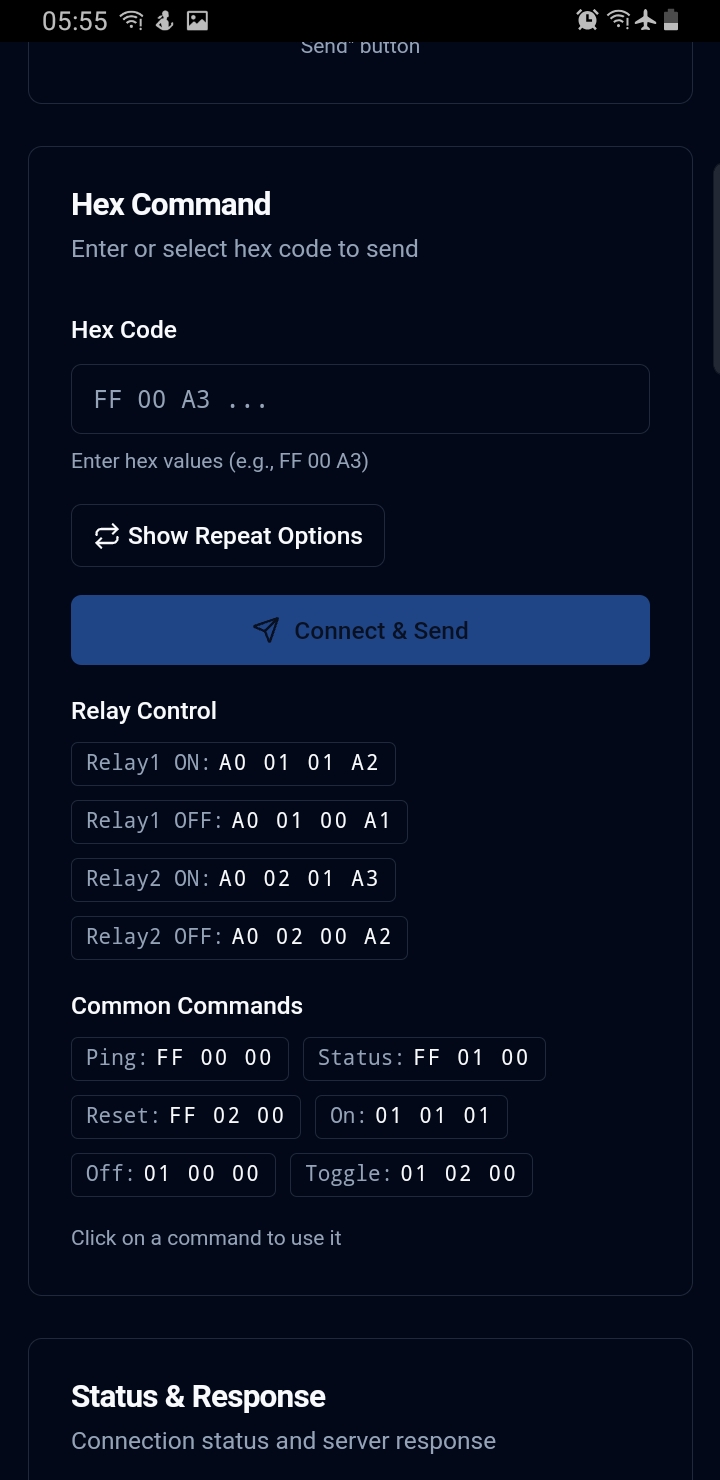 05:55
Send" button
Hex Command
Enter or select hex code to send
Hex Code
FF 00 A3 ...
Enter hex values (e.g., FF 00 A3)
Show Repeat Options
Connect & Send
Relay Control
Relay1 ON: A0 01 01 A2
Relay1 OFF: A0 01 00 A1
Relay2 ON: A0 02 01 A3
Relay2 OFF: A0 02 00 A2
Common Commands
Ping: FF 00 00 Status: FF 01 00
Reset: FF 02 00 On: 01 01 01
Off: 01 00 00 Toggle: 01 02 00
Click on a command to use it
Status & Response
Connection status and server response